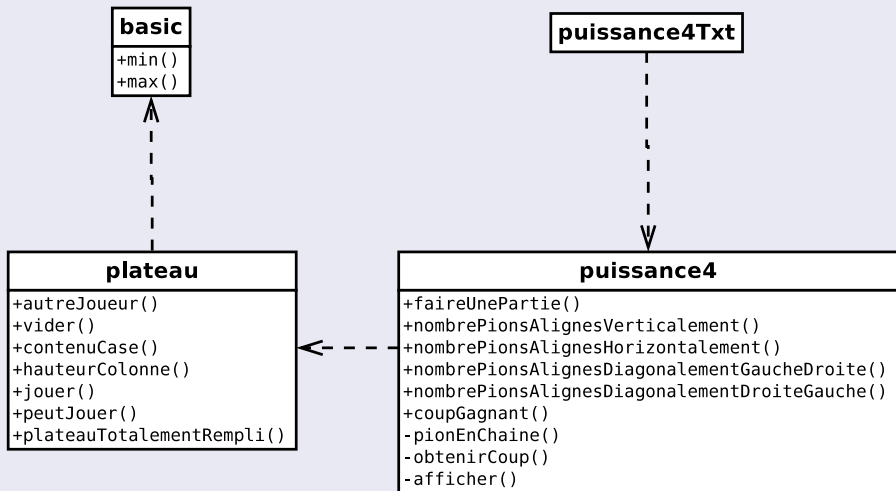 basic
+min()
+max()
puissance4Txt
plateau
+autreJoueur()
+vider()
+contenuCase()
+hauteurColonne()
+jouer()
+peutJouer()
+plateauTotalementRempli()
puissance4
+faireUnePartie()
+nombrePionsAlignesVerticalement()
+nombrePionsAlignesHorizontalement()
+nombrePionsAlignesDiagonalementGaucheDroite()
+nombrePionsAlignesDiagonalementDroiteGauche()
+coupGagnant()
-pionEnChaine()
-obtenirCoup()
-afficher()